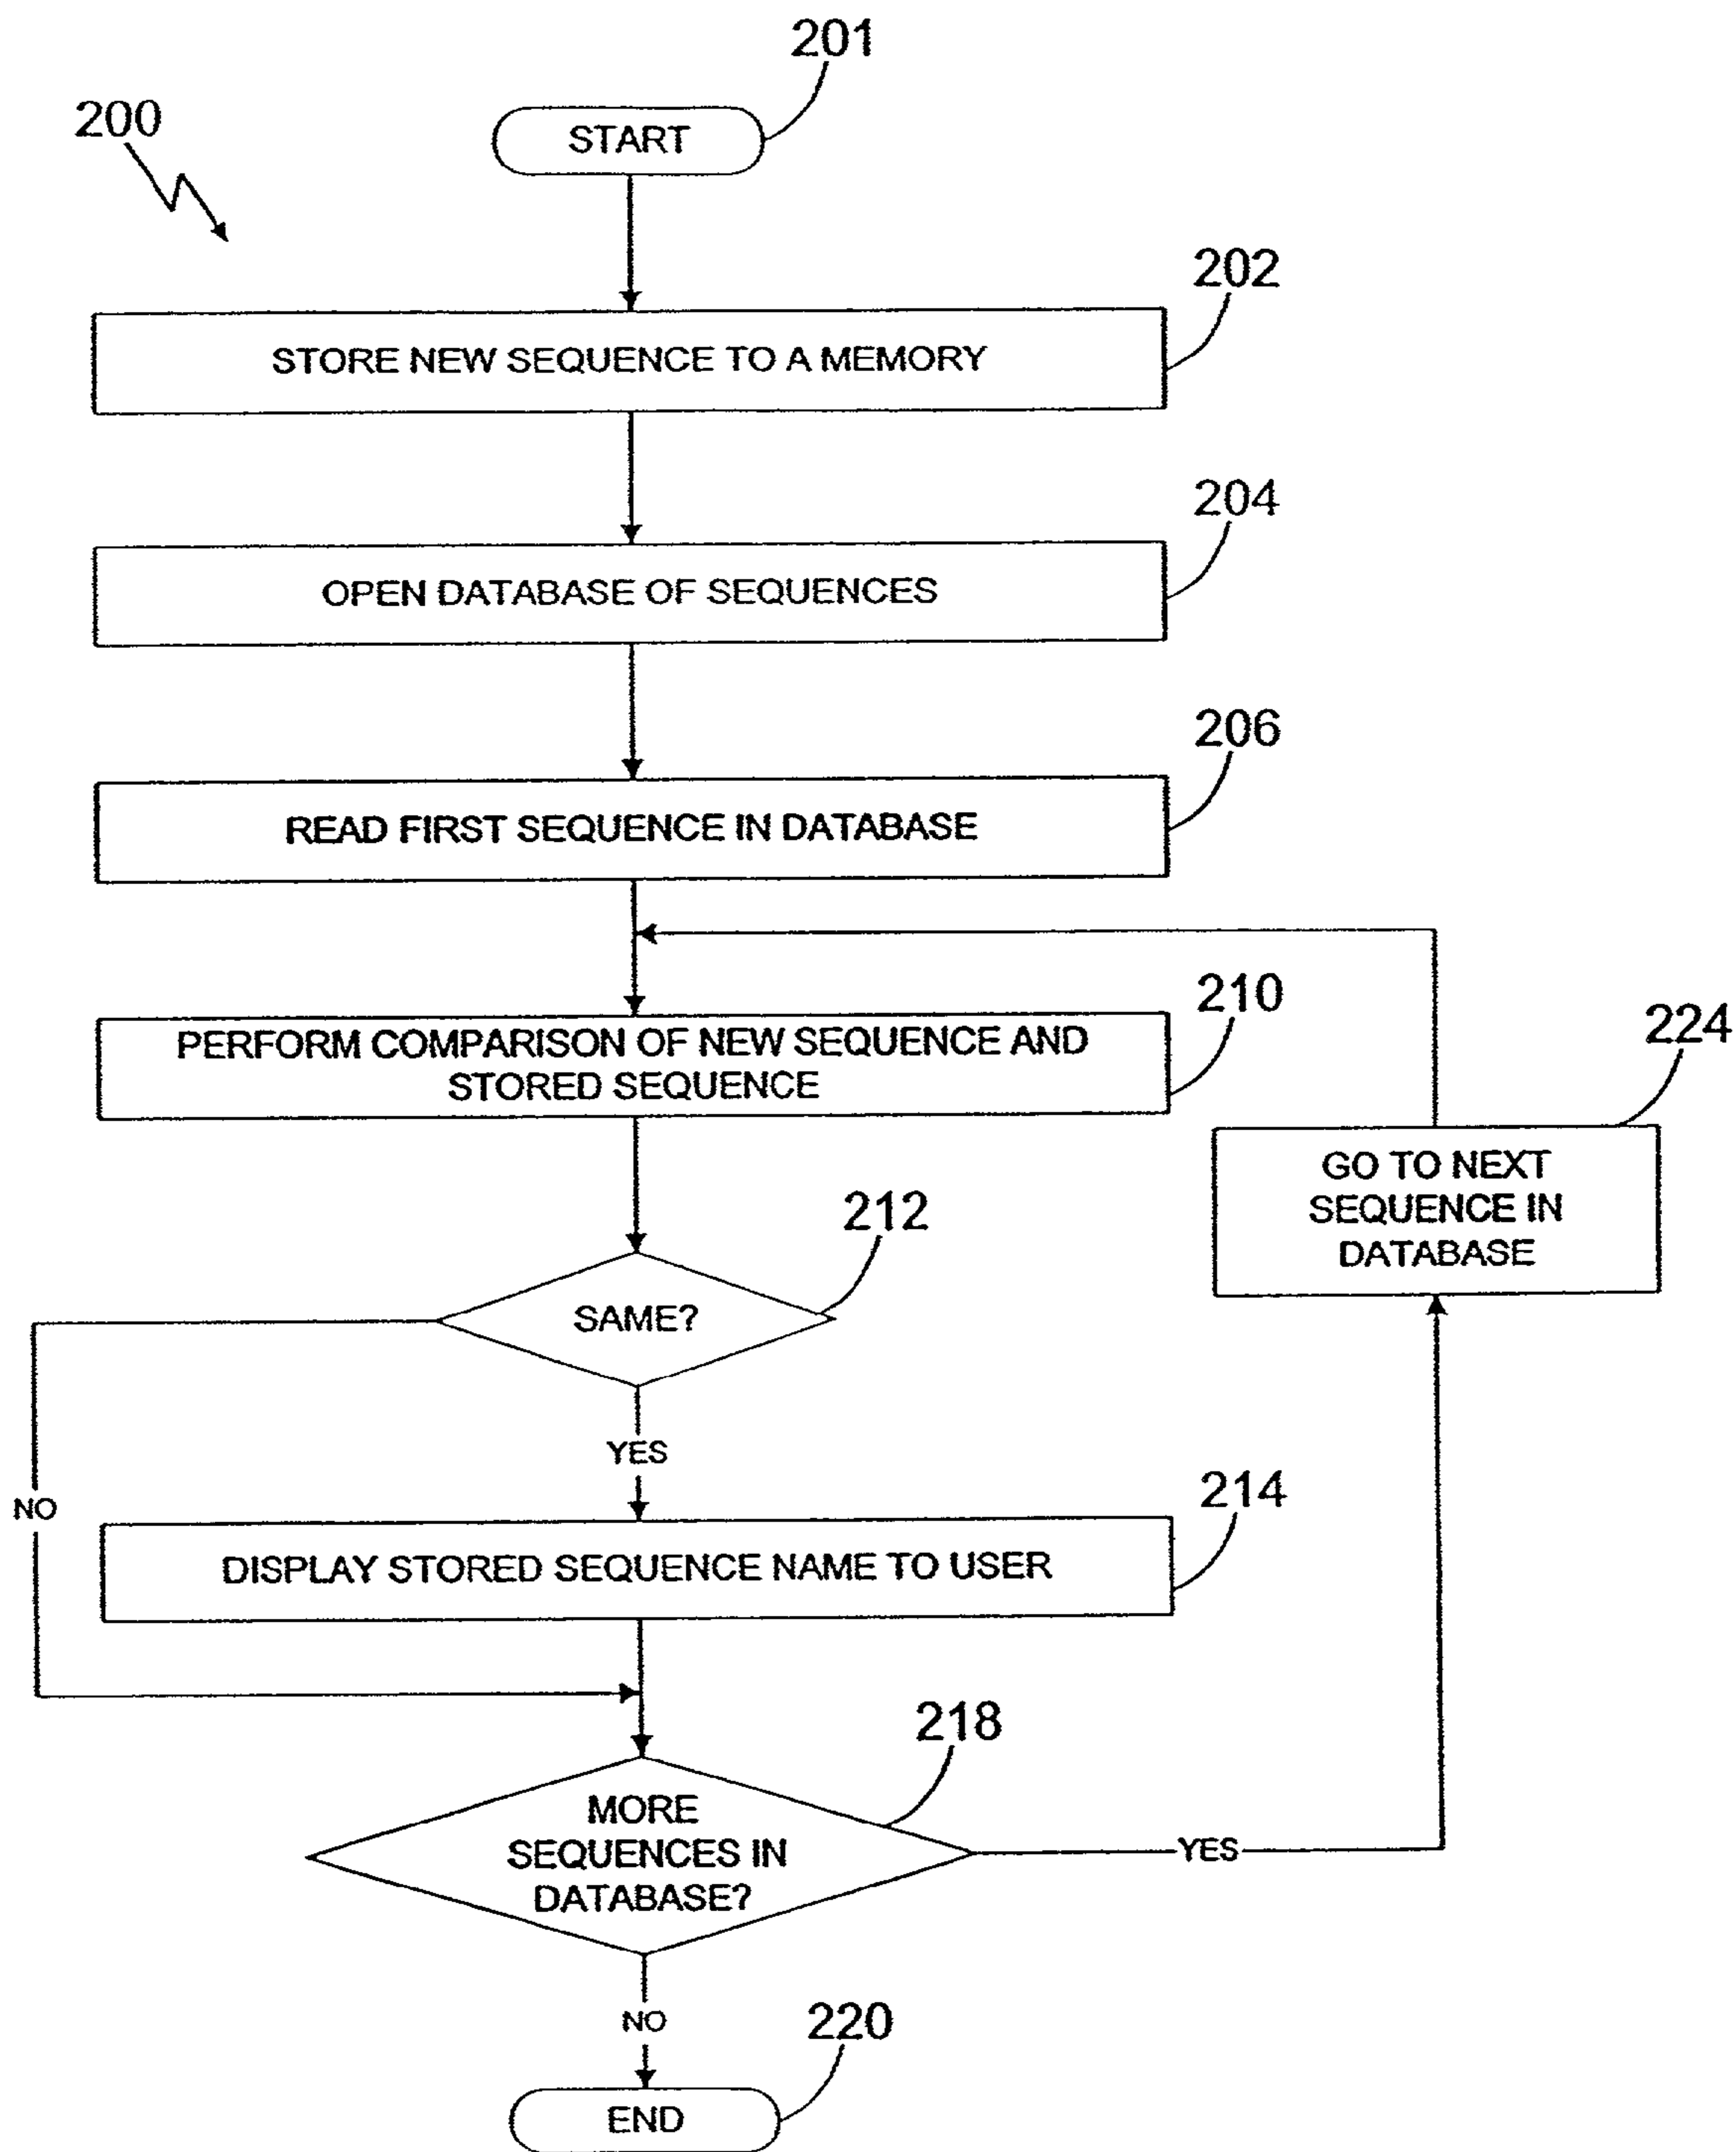 201
200
START
202
STORE NEW SEQUENCE TO A MEMORY
204
OPEN DATABASE OF SEQUENCES
206
READ FIRST SEQUENCE IN DATABASE
210
PERFORM COMPARISON OF NEW SEQUENCE AND
STORED SEQUENCE
224
GO TO NEXT
SEQUENCE IN
DATABASE
212
SAME?
YES
NO
214
DISPLAY STORED SEQUENCE NAME TO USER
218
MORE
SEQUENCES IN
DATABASE?
YES
NO
220
END